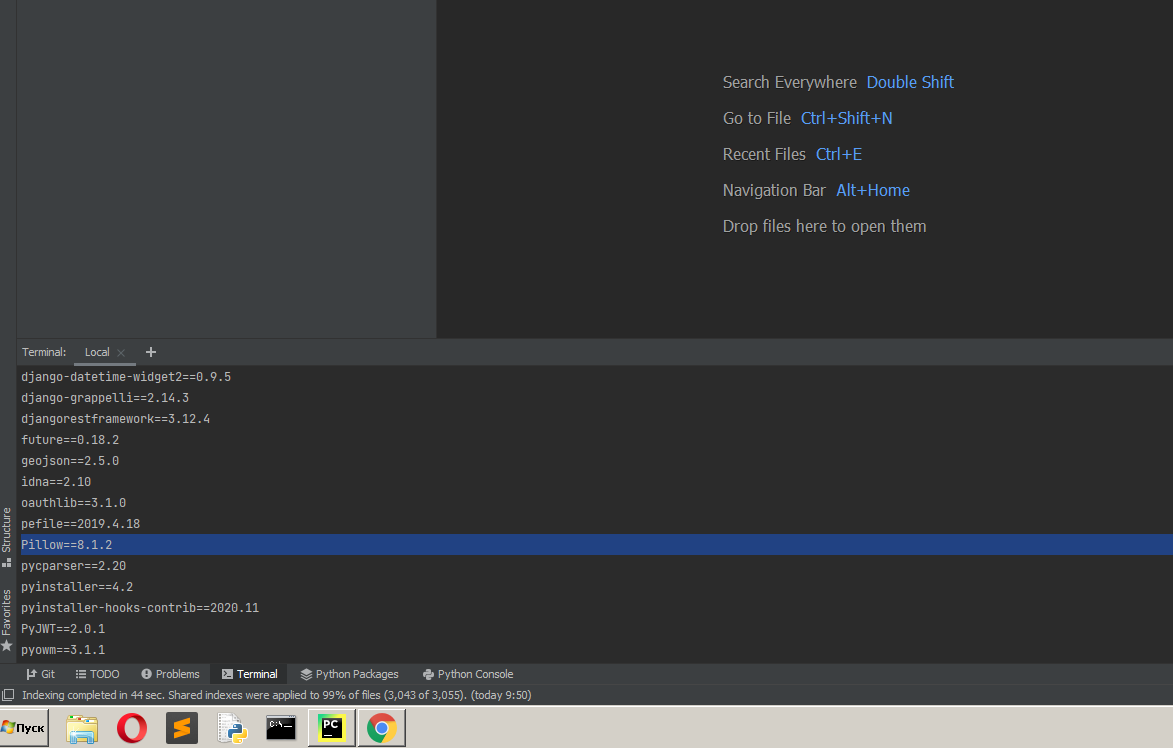 Search Everywhere Double Shift
Go to File Ctrl+Shift+N
Recent Files Ctrl+E
Navigation Bar Alt+Home
Drop files here to open them
Terminal: Local
django-datetime-widget2==0.9.5
django-grappelli==2.14.3
djangorestframework==3.12.4
future==0.18.2
geojson==2.5.0
idna==2.10
oauthlib==3.1.0
pefile==2019.4.18
Pillow==8.1.2
pycparser==2.20
pyinstaller==4.2
pyinstaller-hooks-contrib==2020.11
PyJWT==2.0.1
pyowm==3.1.1
Structure
Favorites
Git TODO Problems Terminal Python Packages Python Console
Indexing completed in 44 sec. Shared indexes were applied to 99% of files (3,043 of 3,055). (today 9:50)
Пуск C:\. PC